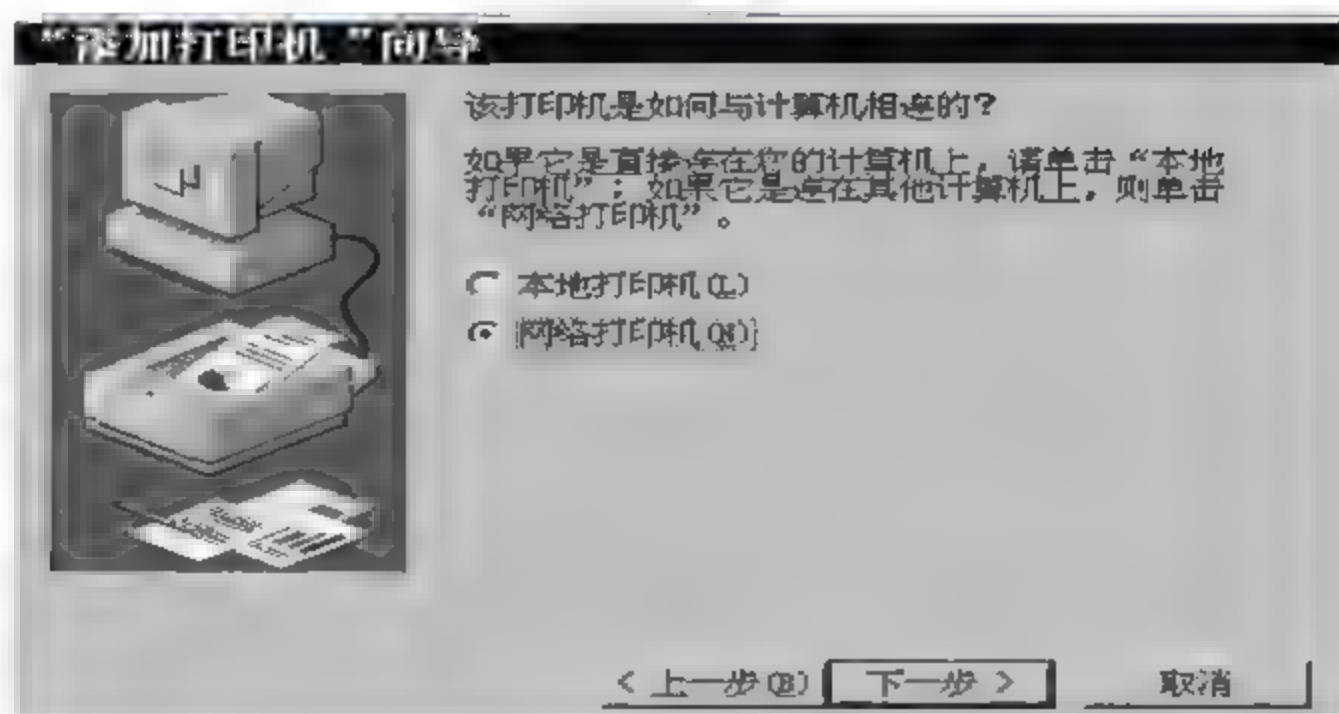 “添加打印机”向导
该打印机是如何与计算机相连的?
如果它是直接连在您的计算机上，请单击“本地
打印机”；如果它是连在其他计算机上，则单击
“网络打印机”。
本地打印机(L)
网络打印机(N)
< 上一步(B)
下一步 >
取消